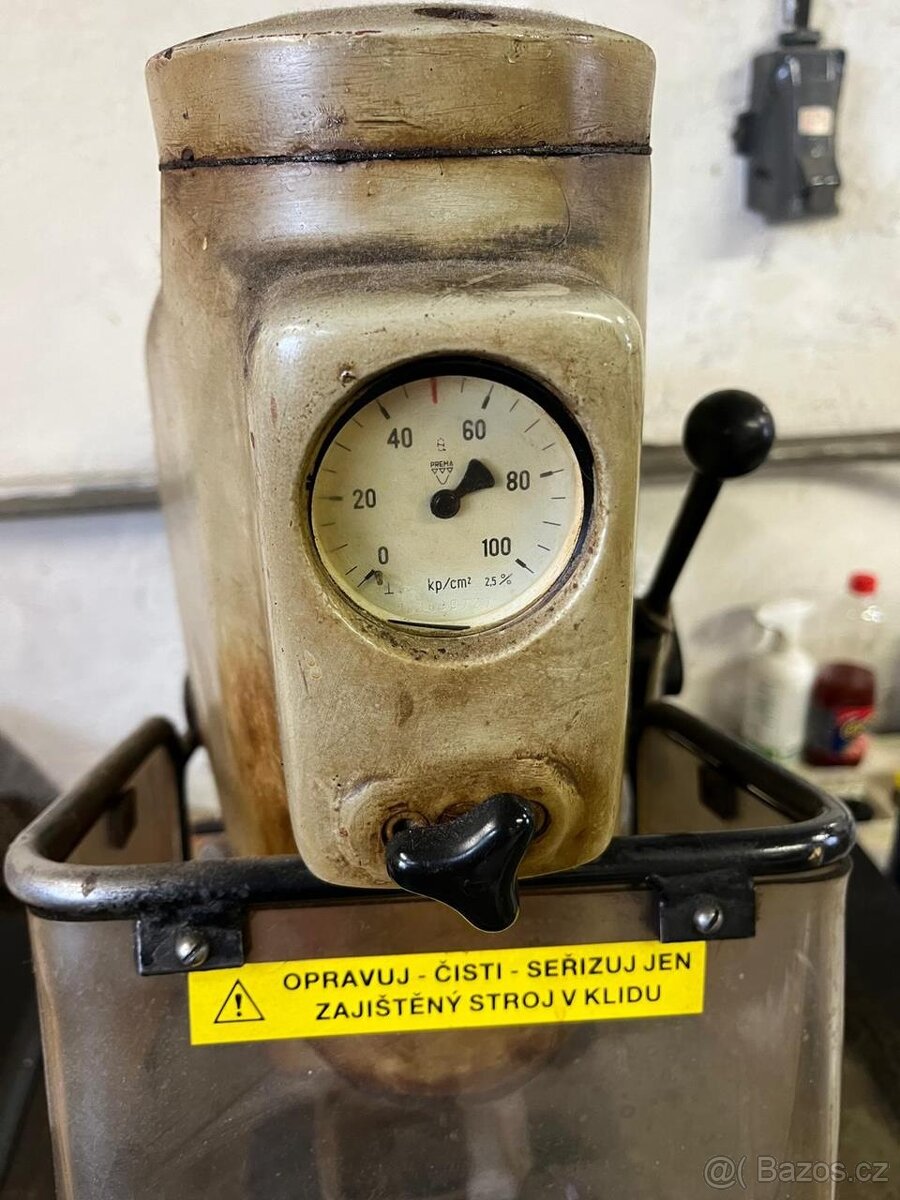 40
60
PREMA
20
80
0
100
kp/cm² 2,5%
OPRAVUJ - ČISTI - SEŘIZUJ JEN
ZAJIŠTĚNÝ STROJ V KLIDU
@( Bazos.cz